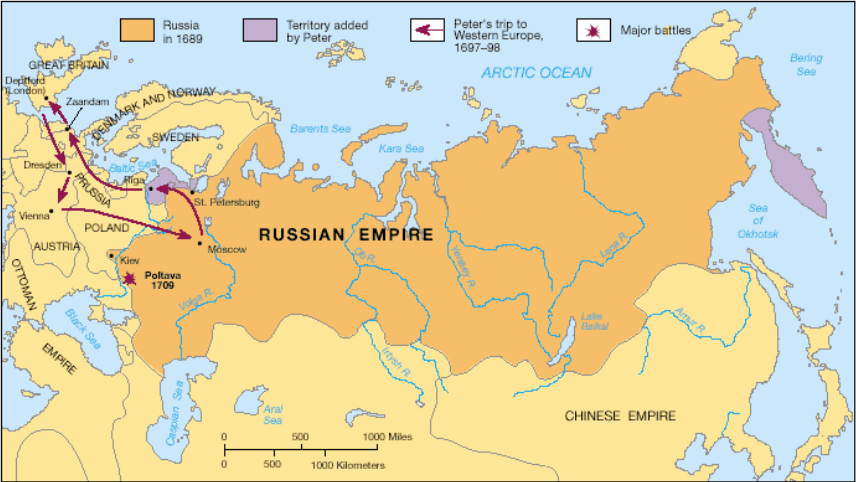 Russia
in 1689
Territory added
by Peter
Peter's trip to
Western Europe,
1697–98
Major battles
GREAT BRITAIN
Deptford
(London)
Zaandam
DENMARK AND NORWAY
SWEDEN
ARCTIC OCEAN
Bering
Sea
Barents Sea
Kara Sea
Dresden
Baltic Sea
Riga
PRUSSIA
St. Petersburg
Vienna
POLAND
Moscow
RUSSIAN EMPIRE
Sea
of
Okhotsk
AUSTRIA
Kiev
Poltava
1709
OTTOMAN
EMPIRE
Black Sea
Volga R.
Ob R.
Yenisey R.
Lena R.
Lake
Baikal
Amur R.
Irtysh R.
Caspian Sea
Aral
Sea
CHINESE EMPIRE
0 500 1000 Miles
0 500 1000 Kilometers